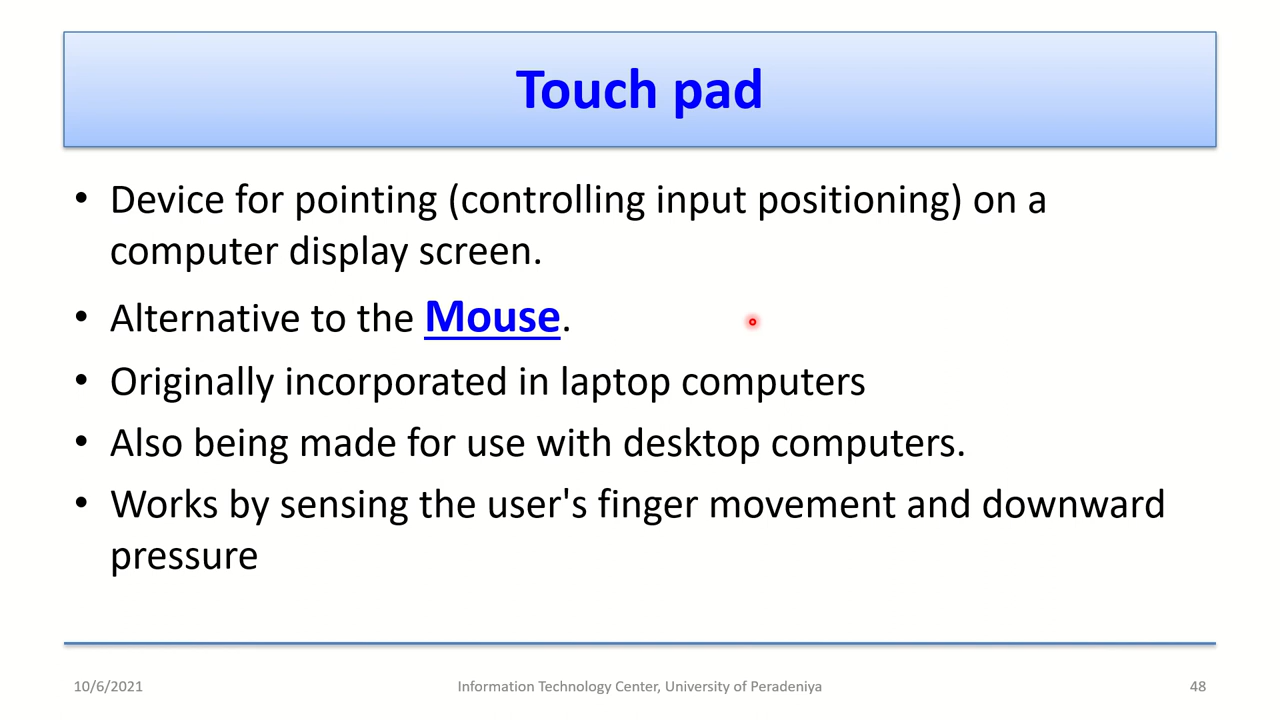 Touch pad
• Device for pointing (controlling input positioning) on a
computer display screen.
• Alternative to the Mouse.
• Originally incorporated in laptop computers
• Also being made for use with desktop computers.
• Works by sensing the user's finger movement and downward
pressure
10/6/2021 Information Technology Center, University of Peradeniya 48